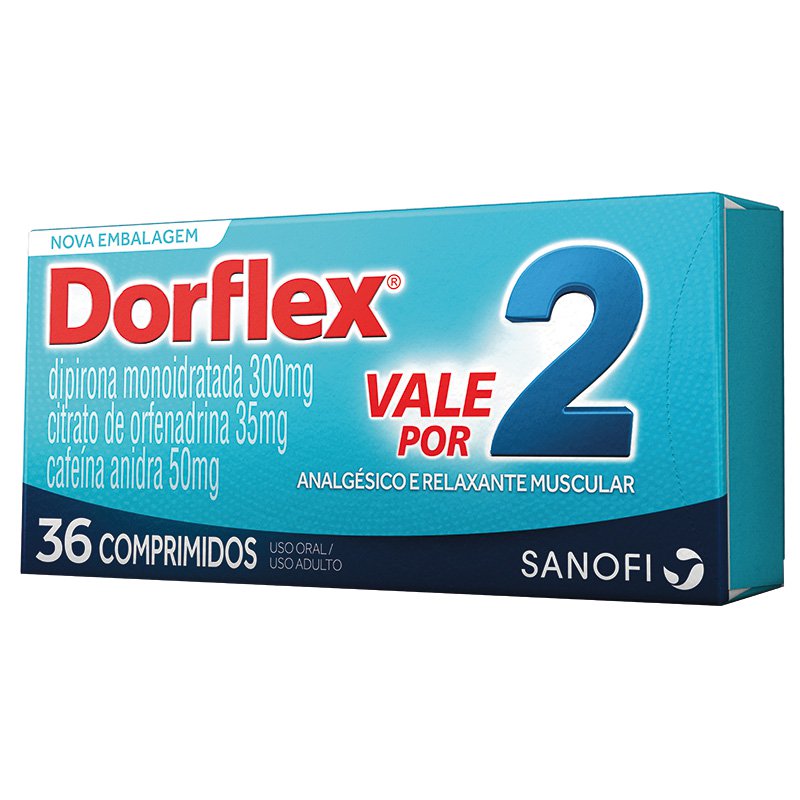 NOVA EMBALAGEM
Dorflex®
dipirona monoidratada 300mg
citrato de orfenadrina 35mg
cafeína anidra 50mg
VALE
POR
2
ANALGÉSICO E RELAXANTE MUSCULAR
36 COMPRIMIDOS
USO ORAL/
USO ADULTO
SANOFI